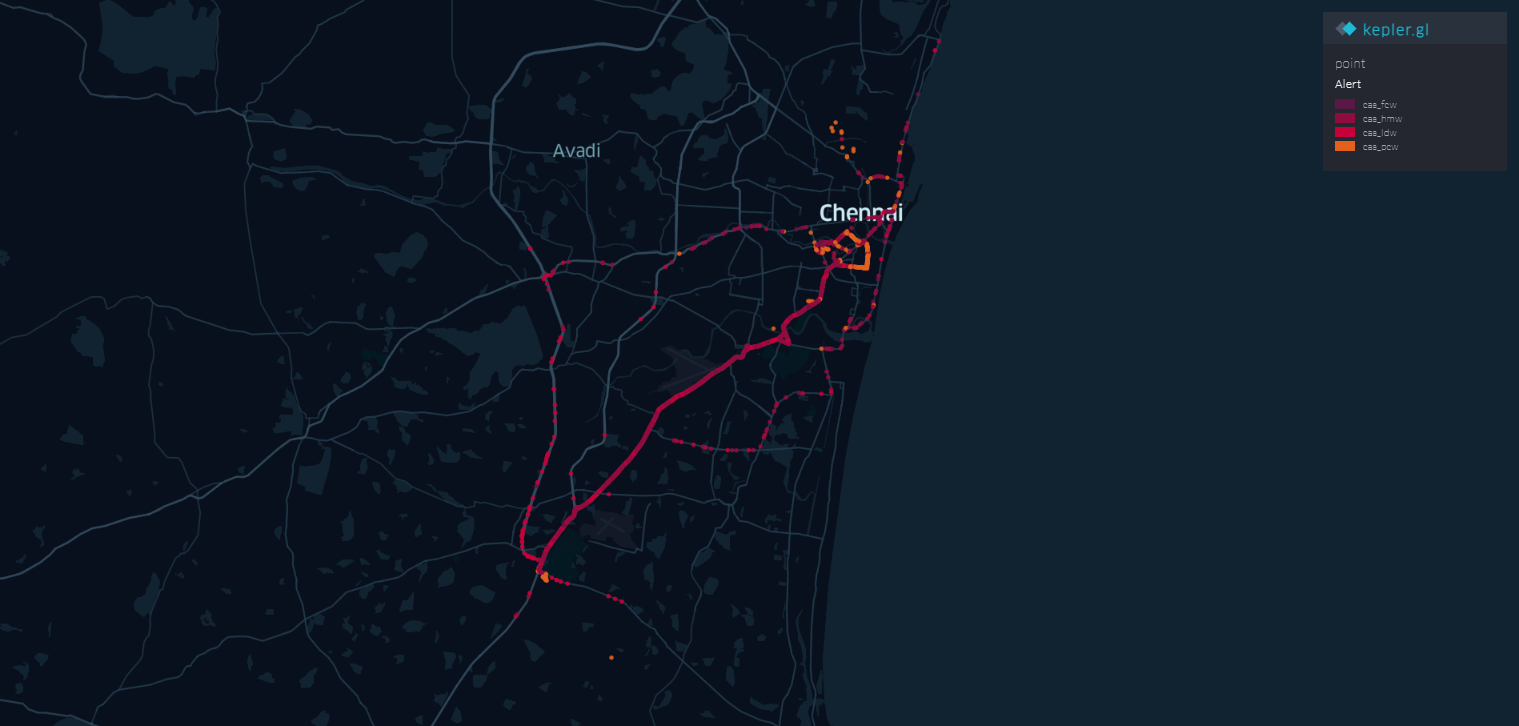 kepler.gl
point
Alert
cas_fcw
cas_hmw
cas_ldw
cas_pcw
Avadi
Chennai